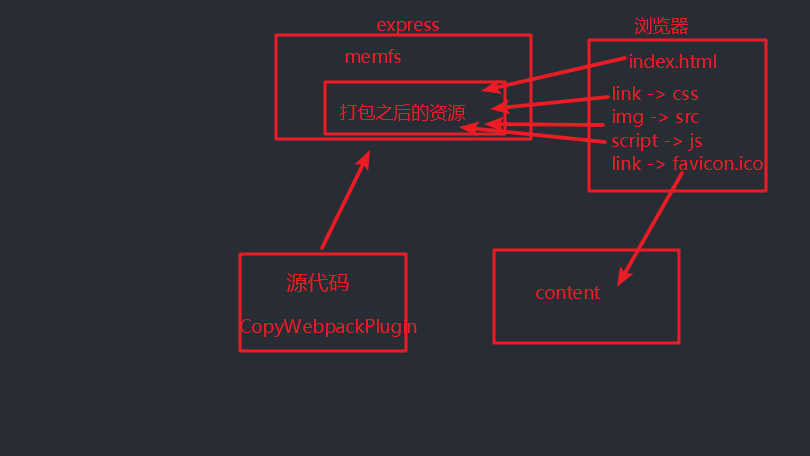 express
memfs
打包之后的资源
浏览器
index.html
link -> css
img -> src
script -> js
link -> favicon.ico
源代码
CopyWebpackPlugin
content